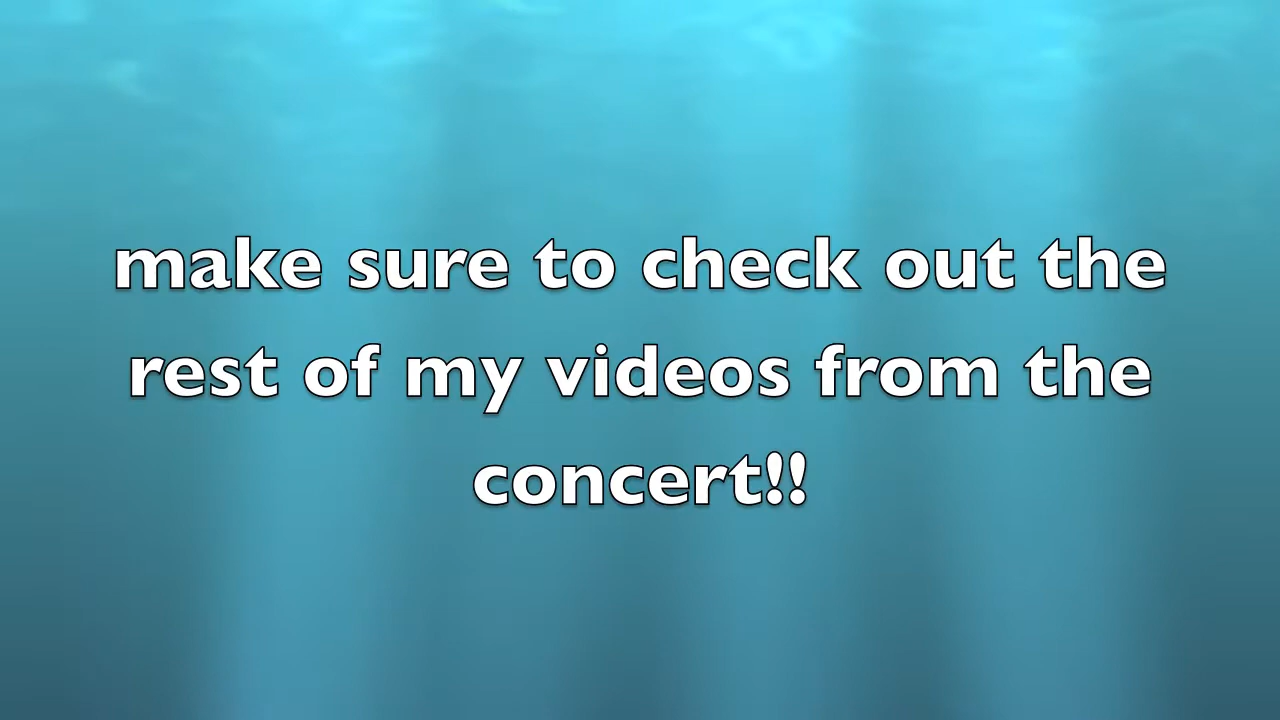 make sure to check out the
rest of my videos from the
concert!!